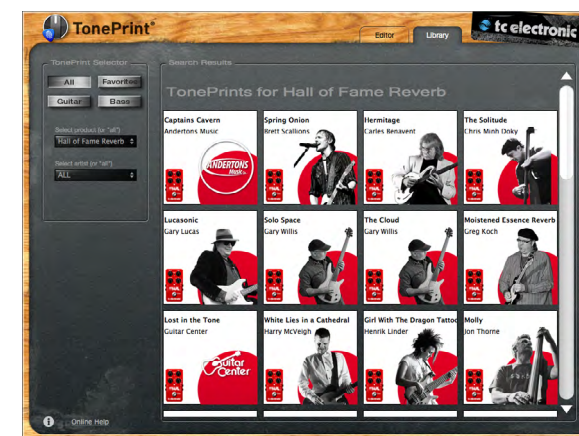 TonePrint®
Editor
Library
tc electronic
TonePrint Selector
All
Favorites
Guitar
Bass
Select product (or "all")
Hall of Fame Reverb
Select artist (or "all")
ALL
Search Results
TonePrints for Hall of Fame Reverb
Captains Cavern
Andertons Music
ANDERTONS
Music Co.
Spring Onion
Brett Scallions
Hermitage
Carles Benavent
The Solitude
Chris Minh Doky
Lucasonic
Gary Lucas
Solo Space
Gary Willis
The Cloud
Gary Willis
Moistened Essence Reverb
Greg Koch
Lost in the Tone
Guitar Center
Guitar
Center
White Lies in a Cathedral
Harry McVeigh
Girl With The Dragon Tattoo
Henrik Linder
Molly
Jon Thorne
Online Help